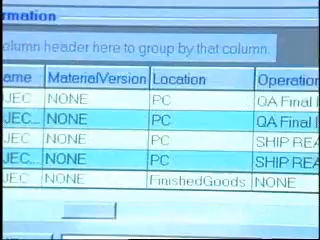 rmation
olumn header here to group by that column.
ame MaterialVersion Location Operation
JEC NONE PC QA Final I
JEC... NONE PC QA Final I
JEC... NONE PC SHIP REA
JEC... NONE PC SHIP REA
JEC NONE FinishedGoods NONE